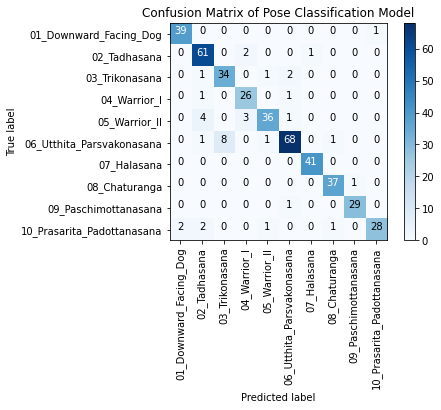 Confusion Matrix of Pose Classification Model
True label
01_Downward_Facing_Dog 39 0 0 0 0 0 0 0 0 1
02_Tadhasana 0 61 0 2 0 0 1 0 0 0
03_Trikonasana 0 1 34 0 1 2 0 0 0 0
04_Warrior_I 0 1 0 26 0 1 0 0 0 0
05_Warrior_II 0 4 0 3 36 1 0 0 0 0
06_Utthita_Parsvakonasana 0 1 8 0 0 68 0 1 0 0
07_Halasana 0 0 0 0 0 0 41 0 0 0
08_Chaturanga 0 0 0 0 0 0 0 37 1 0
09_Paschimottanasana 0 0 0 0 0 1 0 0 29 0
10_Prasarita_Padottanasana 2 2 0 0 1 0 0 1 0 28
01_Downward_Facing_Dog
02_Tadhasana
03_Trikonasana
04_Warrior_I
05_Warrior_II
06_Utthita_Parsvakonasana
07_Halasana
08_Chaturanga
09_Paschimottanasana
10_Prasarita_Padottanasana
Predicted label
60
50
40
30
20
10
0